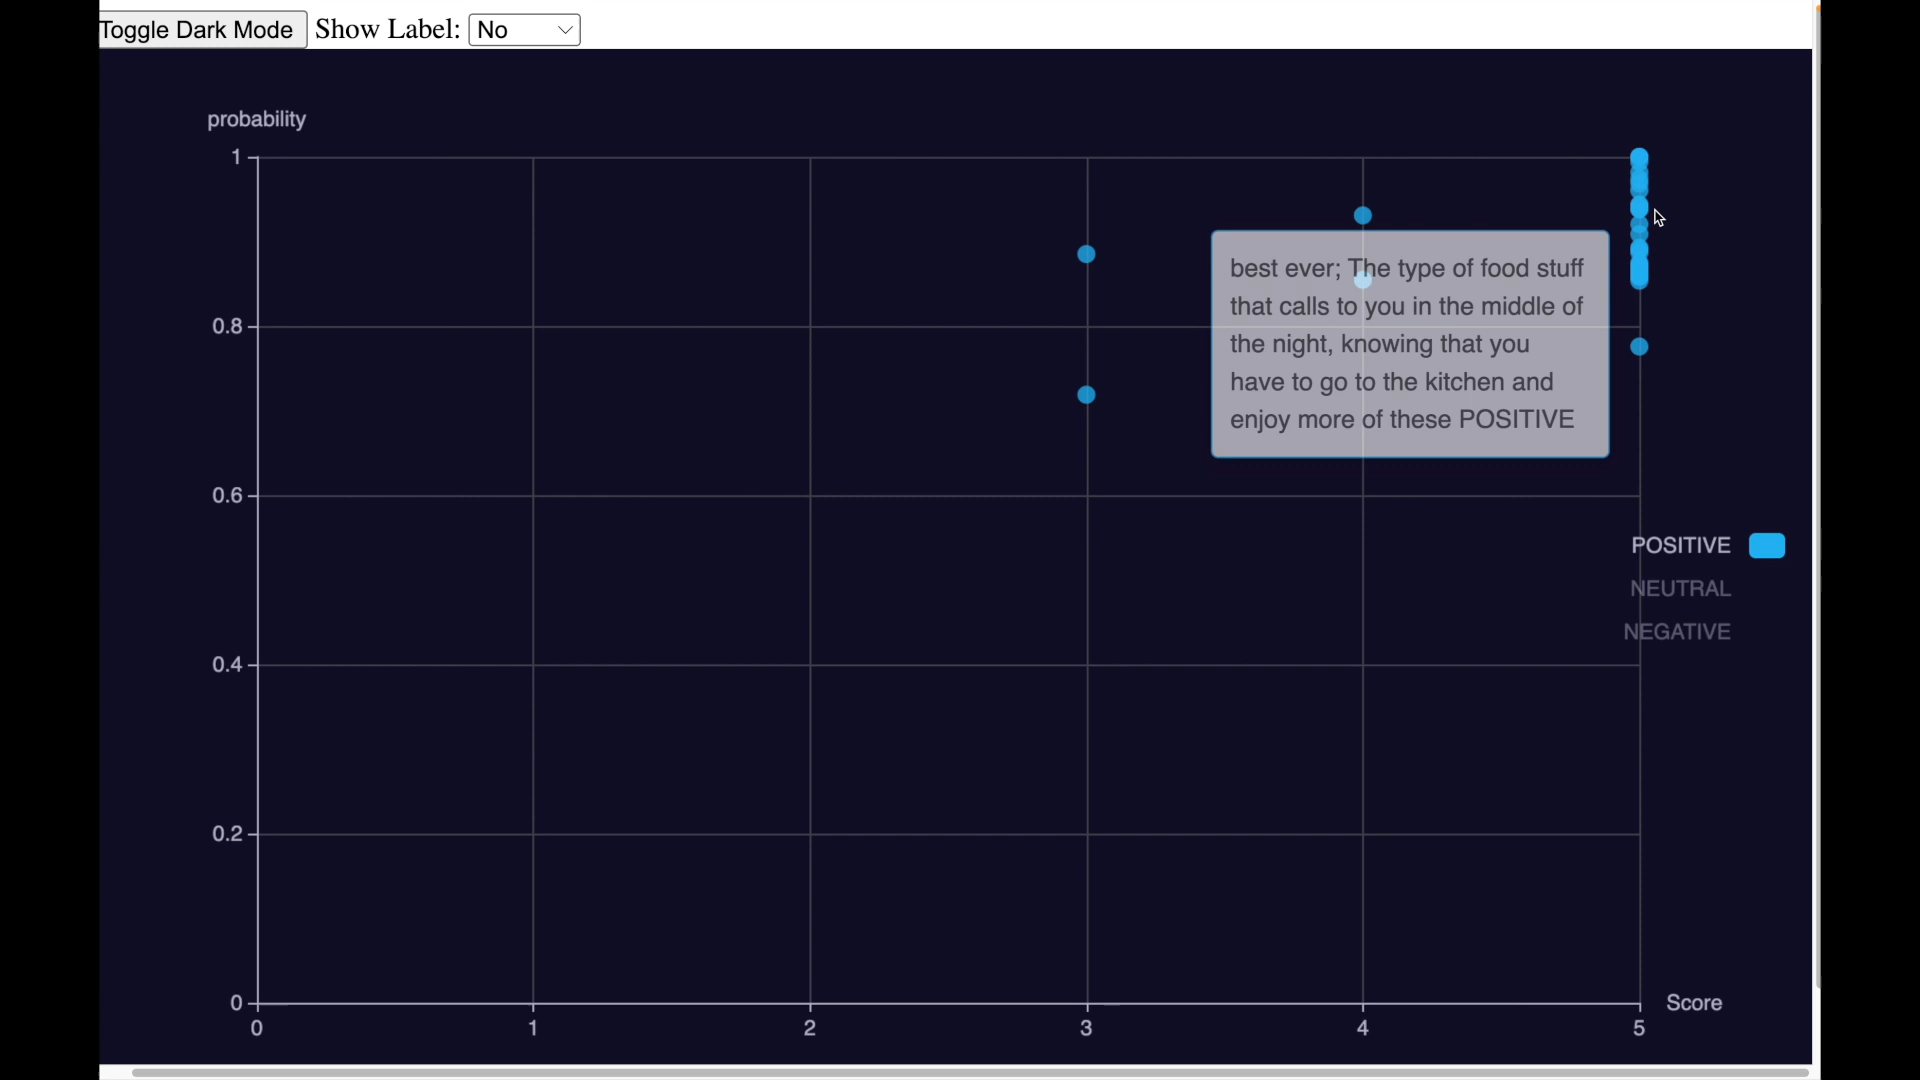 Toggle Dark Mode Show Label: No
probability
1
0.8
0.6
0.4
0.2
0
best ever; The type of food stuff
that calls to you in the middle of
the night, knowing that you
have to go to the kitchen and
enjoy more of these POSITIVE
POSITIVE
NEUTRAL
NEGATIVE
Score
0 1 2 3 4 5